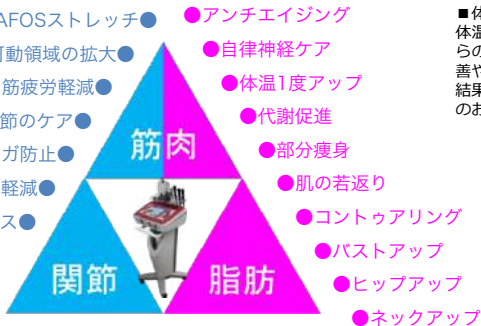 AFOSストレッチ●
可動領域の拡大●
筋疲労軽減●
節のケア●
ガ防止●
軽減●
ス●
●アンチエイジング
●自律神経ケア
●体温1度アップ
●代謝促進
●部分痩身
●肌の若返り
●コントゥアリング
●バストアップ
●ヒップアップ
●ネックアップ
筋肉
関節
脂肪
■体
体温
らの
善や
結果
のお